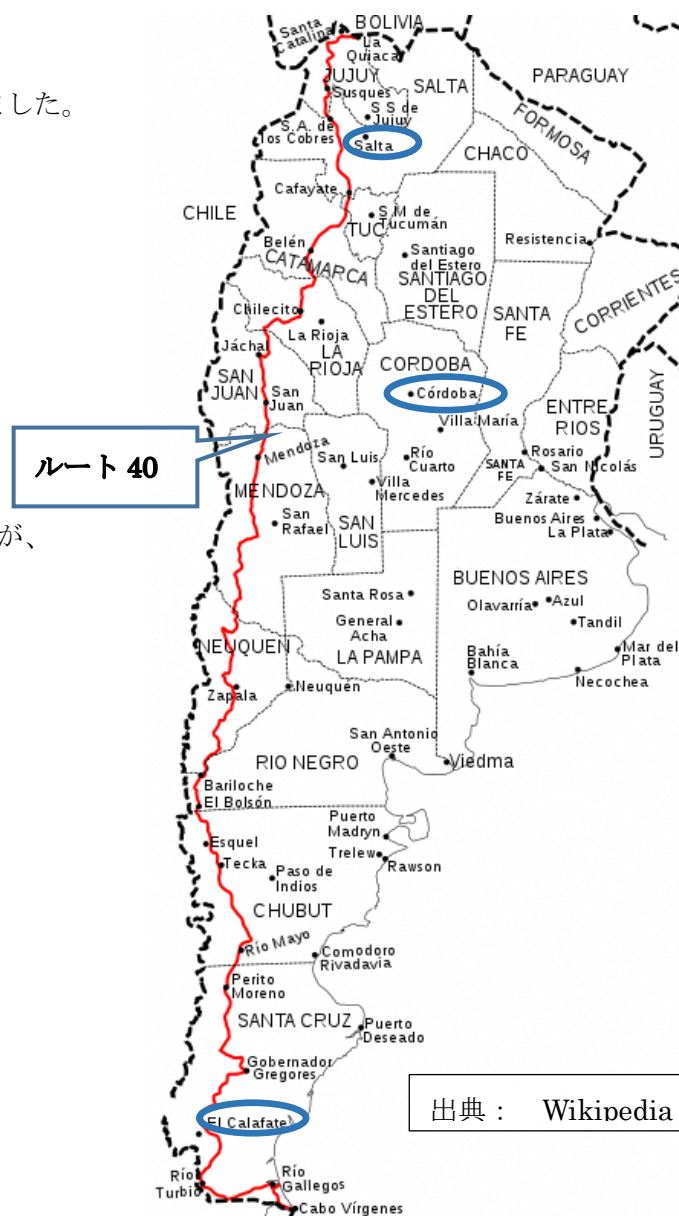 BOLIVIA
Santa
Catalina
La
Quiaca
JUJUY
Susques
SALTA
PARAGUAY
した。
S S de
Jujuy
FORMOSA
S.A. de
los Cobres
Salta
CHACO
Cafayate
CHILE
S M de
Tucumán
TUC.
Resistencia
Belén
CATAMARCA
Santiago
del Estero
SANTIAGO
DEL
ESTERO
SANTA
FE
CORRIENTES
Chilecito
La Rioja
LA
RIOJA
Jáchal
CORDOBA
SAN
JUAN
San
Juan
Córdoba
ENTRE
RIOS
URUGUAY
Villa María
ルート 40
Mendoza
San Luis
Río
Cuarto
SANTA
FE
Rosario
San Nicolás
MENDOZA
Villa
Mercedes
Zárate
San
Rafael
SAN
LUIS
Buenos Aires
La Plata
が、
BUENOS AIRES
Santa Rosa
Olavarría
Azul
General
Acha
Tandil
NEUQUEN
LA PAMPA
Bahía
Blanca
Mar del
Plata
Zapala
Neuquén
Necochea
San Antonio
Oeste
RIO NEGRO
Viedma
Bariloche
El Bolsón
Puerto
Madryn
Esquel
Trelew
Rawson
Tecka
Paso de
Indios
CHUBUT
Río Mayo
Comodoro
Rivadavia
Perito
Moreno
SANTA CRUZ
Puerto
Deseado
Gobernador
Gregores
出典： Wikipedia
El Calafate
Río
Turbio
Río
Gallegos
Cabo Vírgenes